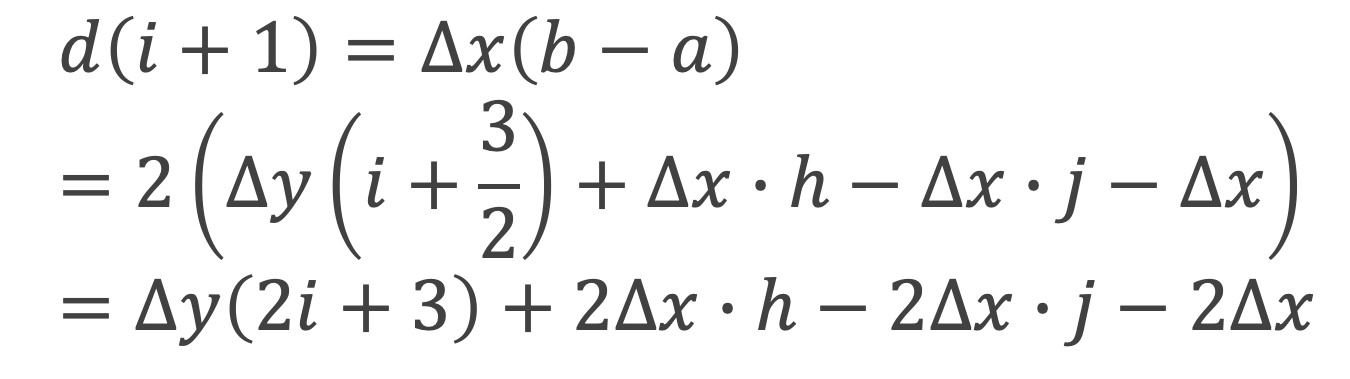 d(i + 1) = Δx(b − a)
= 2(Δy(i + 3/2) + Δx · h − Δx · j − Δx)
= Δy(2i + 3) + 2Δx · h − 2Δx · j − 2Δx